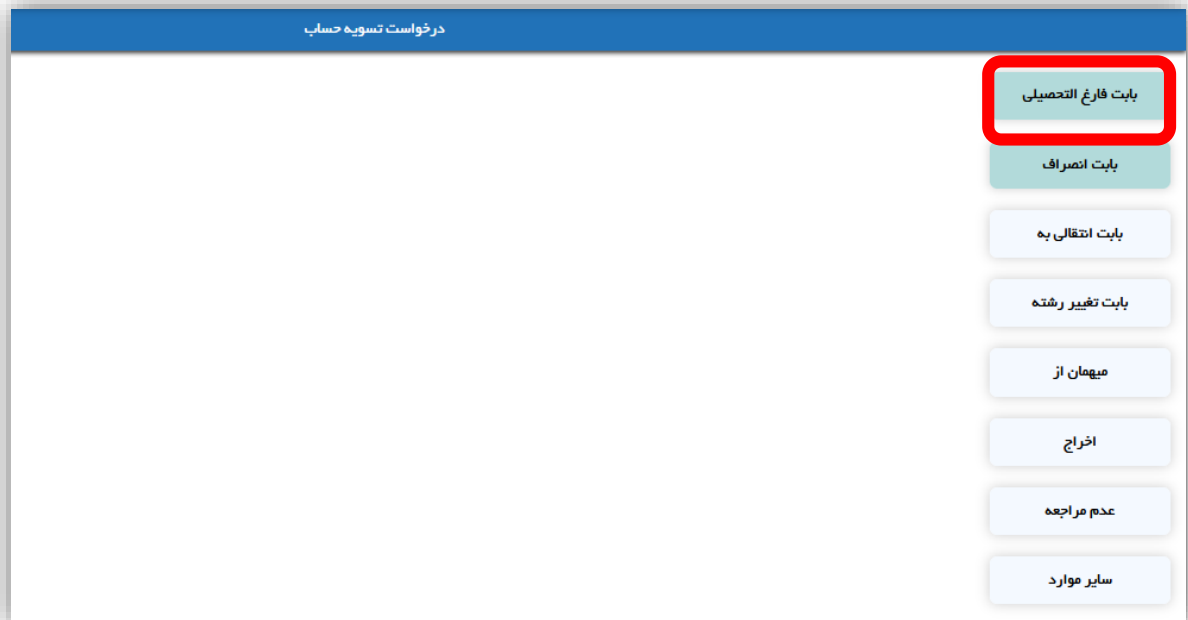 درخواست تسویه حساب
بابت فارغ التحصیلی
بابت انصراف
بابت انتقالی به
بابت تغییر رشته
میهمان از
اخراج
عدم مراجعه
سایر موارد